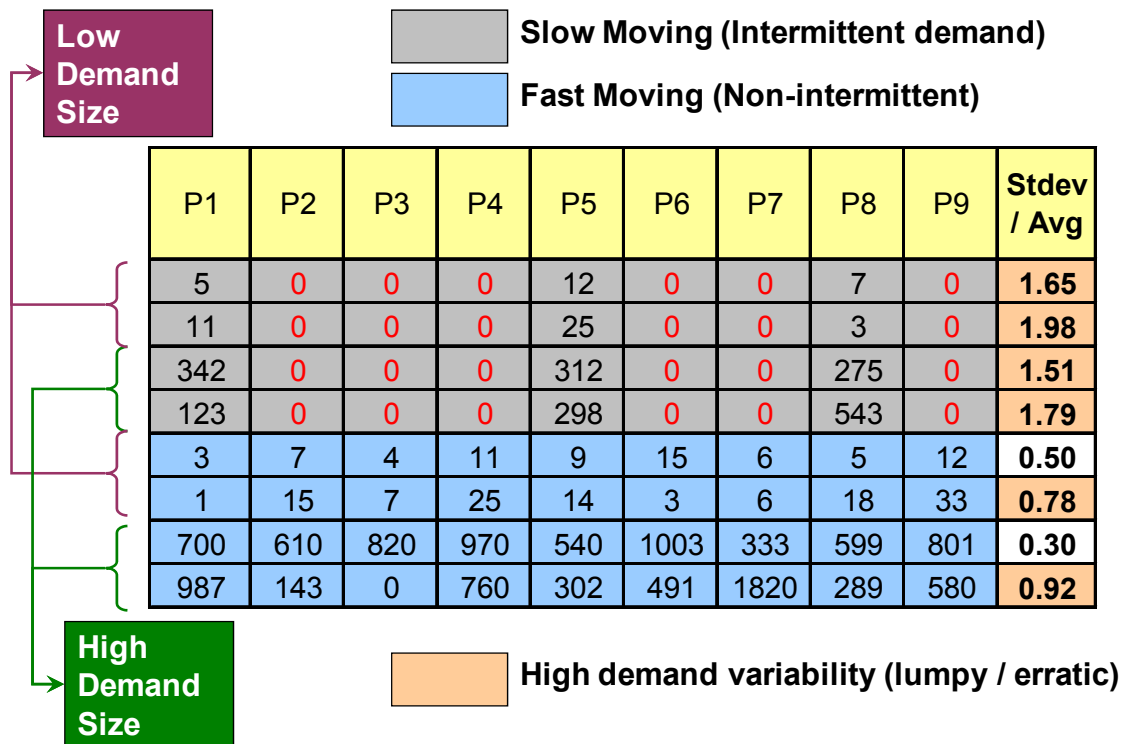 Low
Demand
Size
Slow Moving (Intermittent demand)
Fast Moving (Non-intermittent)
P1 P2 P3 P4 P5 P6 P7 P8 P9 Stdev
/ Avg
5 0 0 0 12 0 0 7 0 1.65
11 0 0 0 25 0 0 3 0 1.98
342 0 0 0 312 0 0 275 0 1.51
123 0 0 0 298 0 0 543 0 1.79
3 7 4 11 9 15 6 5 12 0.50
1 15 7 25 14 3 6 18 33 0.78
700 610 820 970 540 1003 333 599 801 0.30
987 143 0 760 302 491 1820 289 580 0.92
High
Demand
Size
High demand variability (lumpy / erratic)